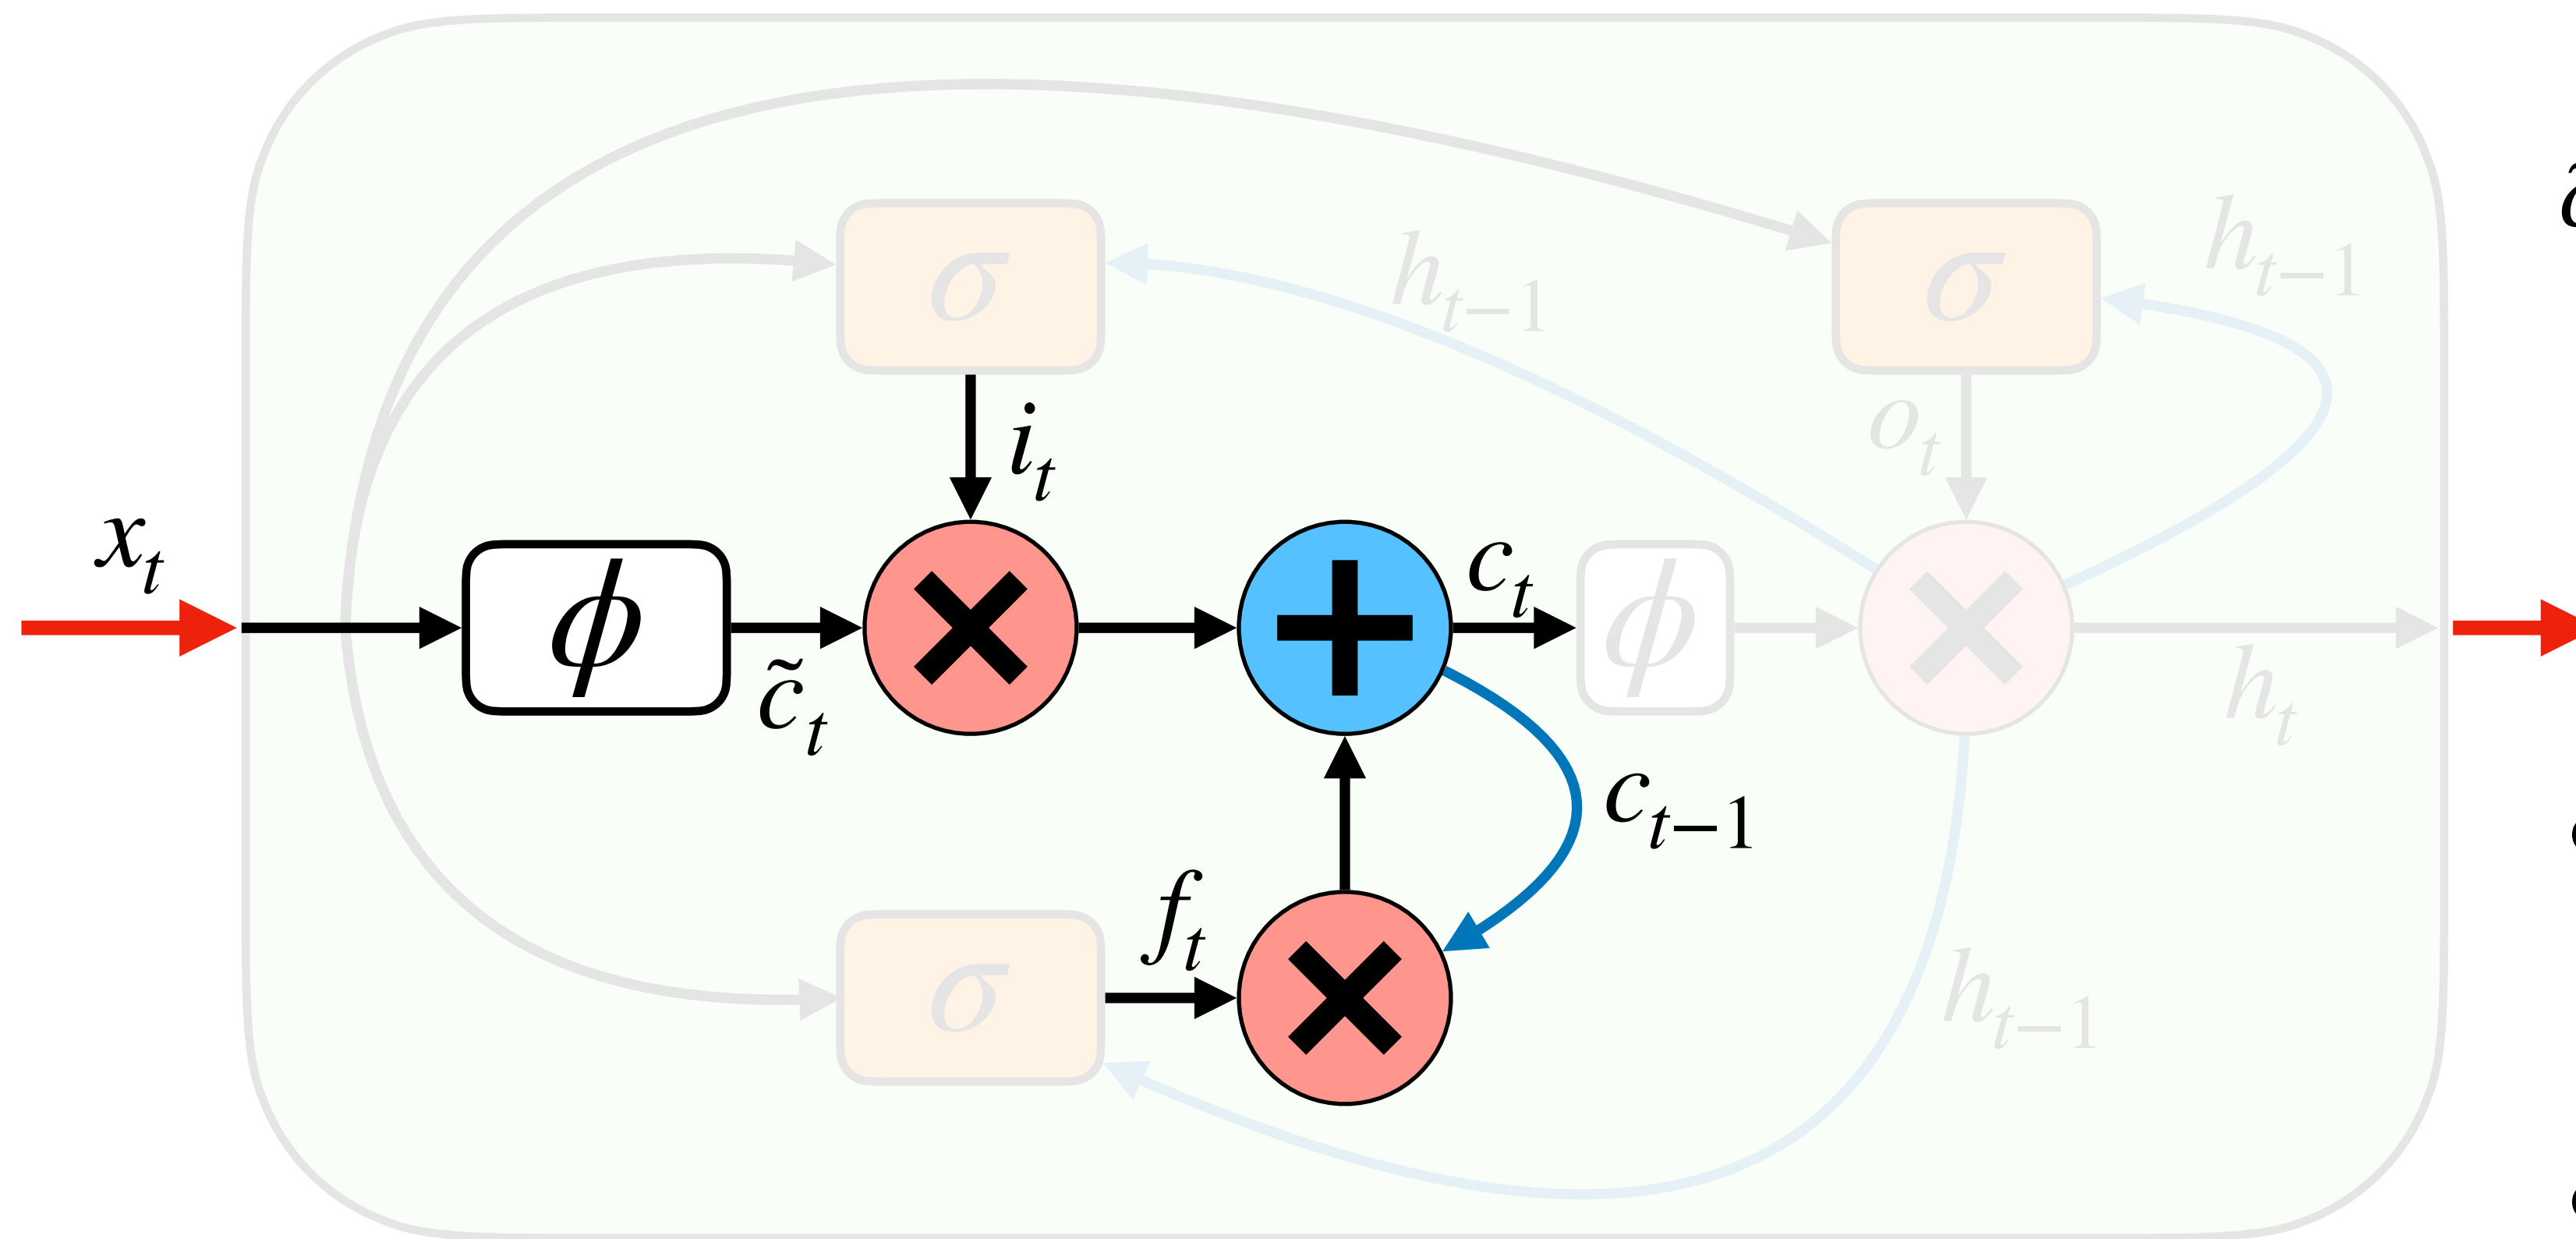 σ
σ
h_{t-1}
h_{t-1}
i_t
o_t
x_t
ϕ
c̃_t
×
+
c_t
ϕ
×
h_t
c_{t-1}
f_t
σ
×
h_{t-1}